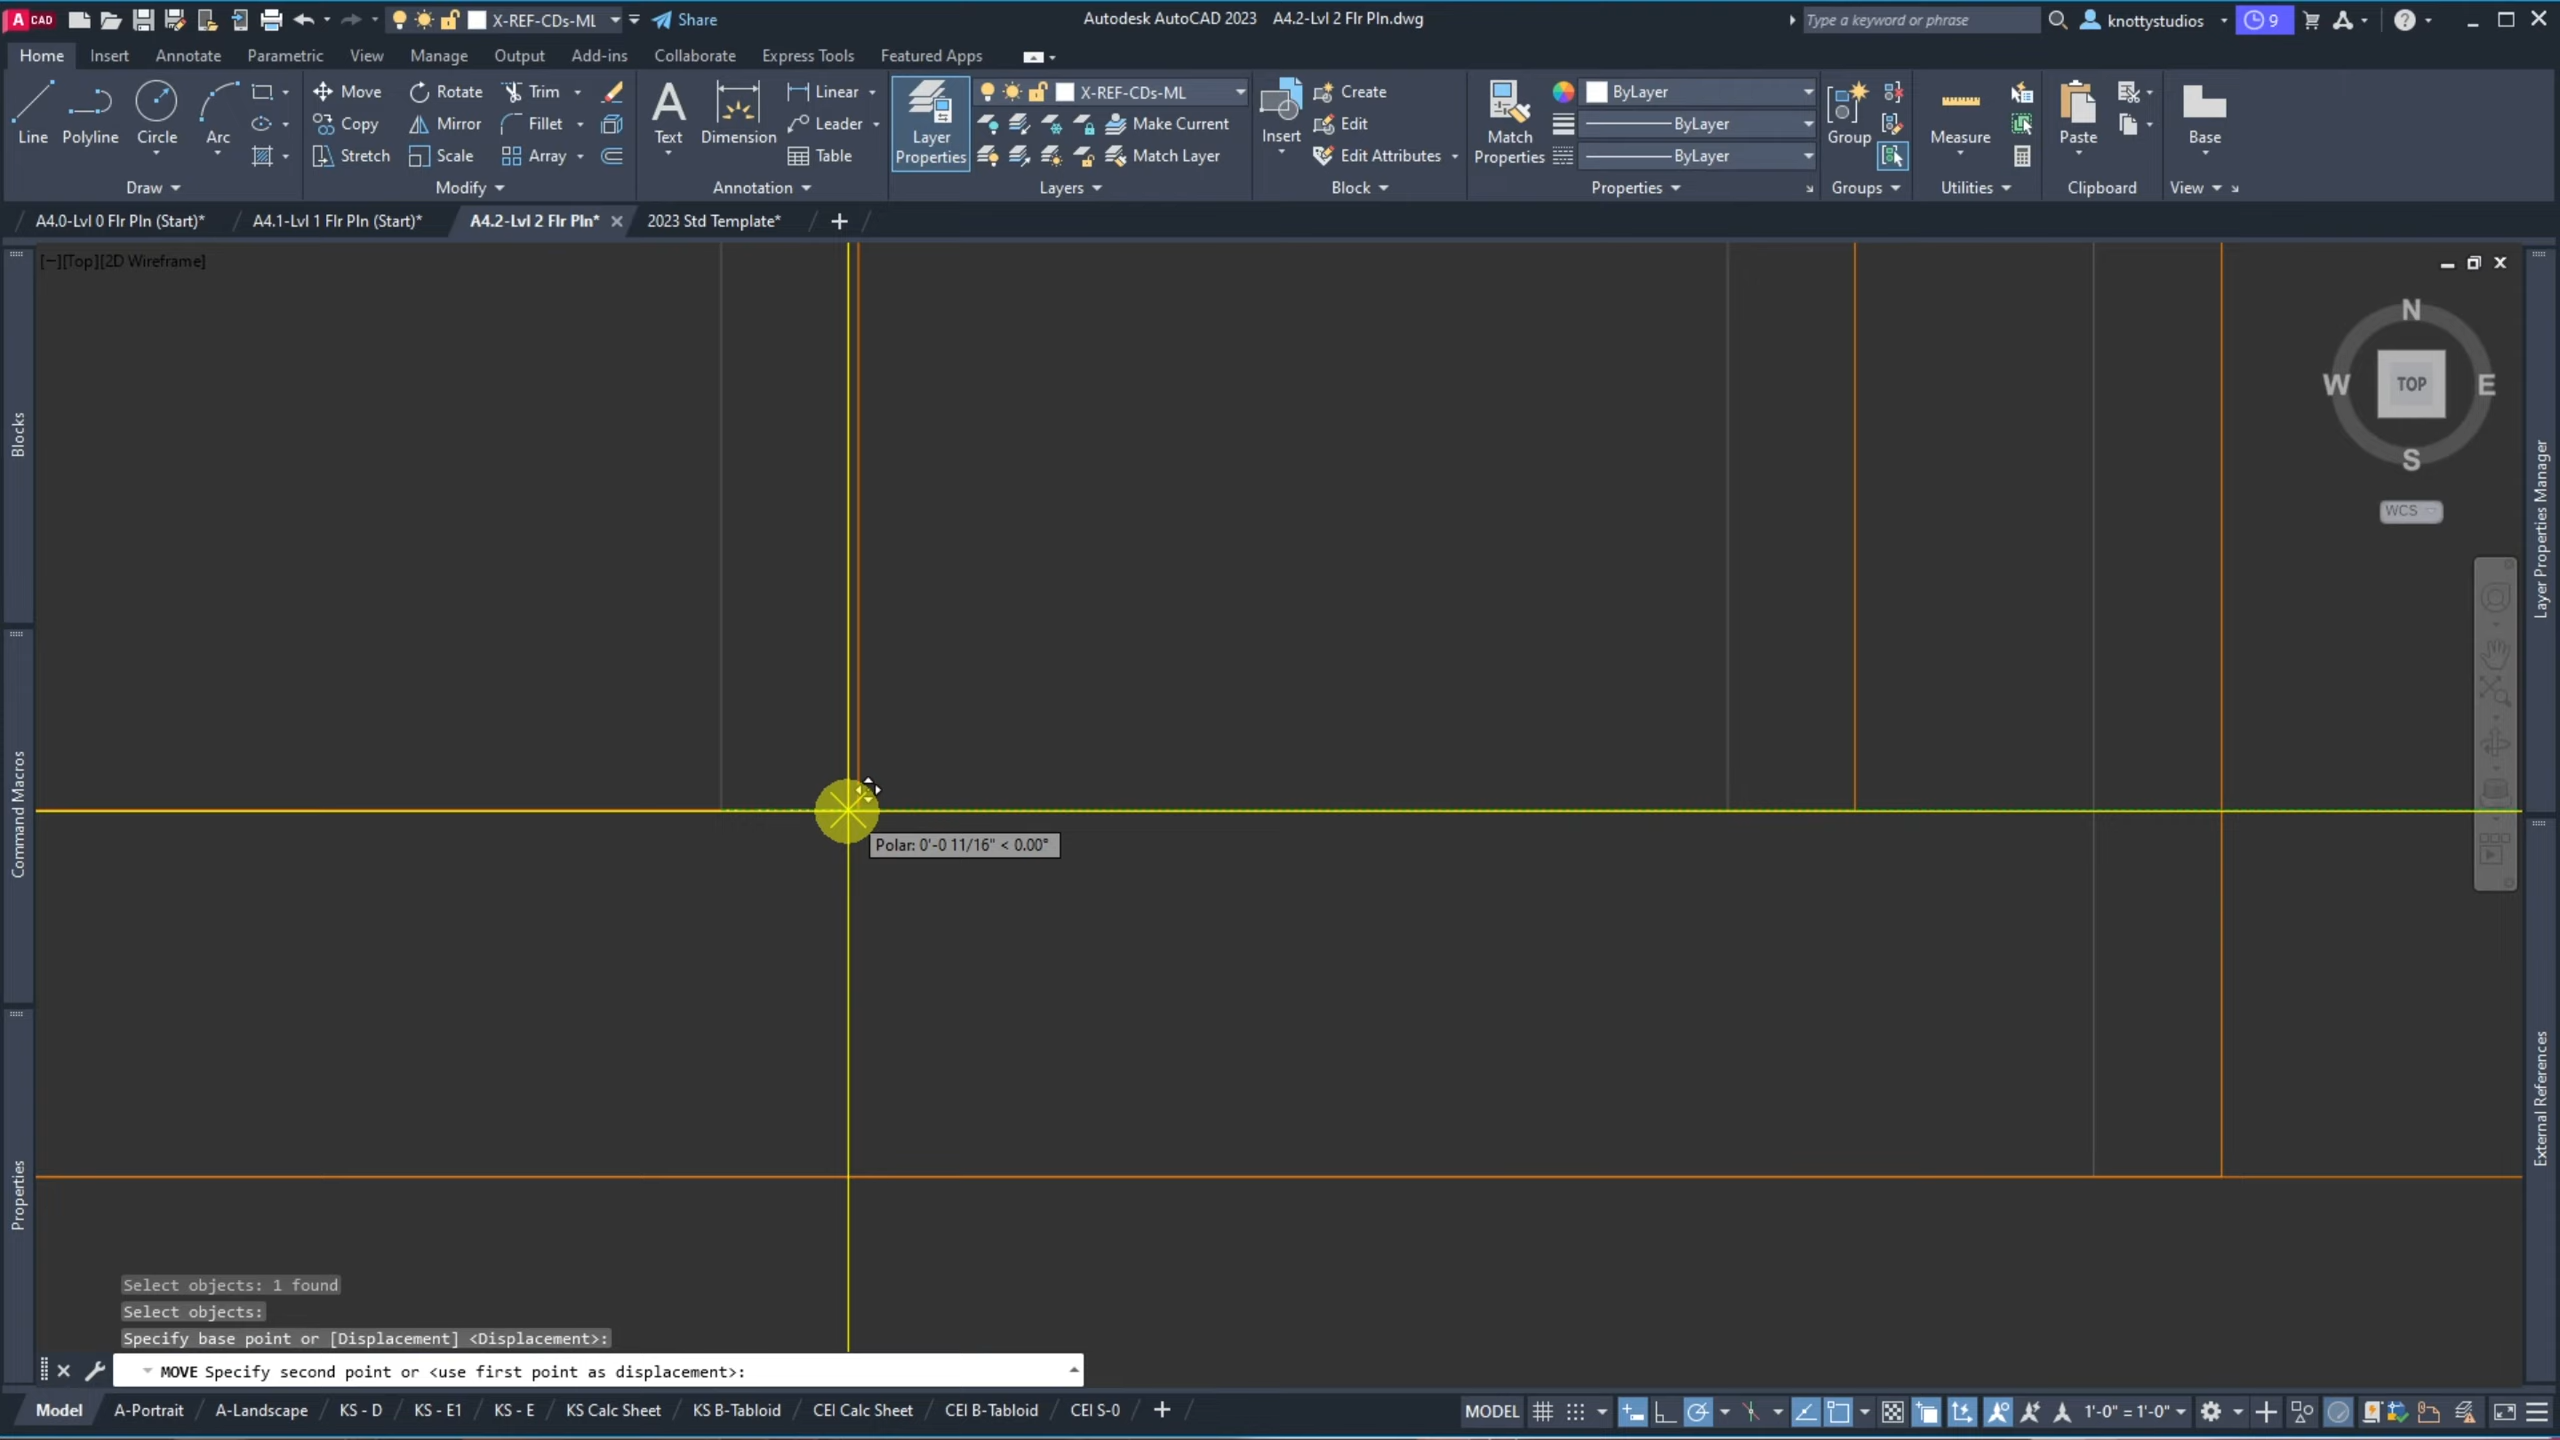 A CAD X-REF-CDs-ML Share Autodesk AutoCAD 2023 A4.2-Lvl 2 Flr Pln.dwg Type a keyword or phrase knottystudios 9
Home Insert Annotate Parametric View Manage Output Add-ins Collaborate Express Tools Featured Apps
Move Rotate Trim Linear X-REF-CDs-ML Create ByLayer
Copy Mirror Fillet Leader Make Current Edit ByLayer
Line Polyline Circle Arc Text Dimension Layer Properties Insert Match Properties Group Measure Paste Base
Stretch Scale Array Table Match Layer Edit Attributes ByLayer
Draw Modify Annotation Layers Block Properties Groups Utilities Clipboard View
A4.0-Lvl 0 Flr Pln (Start)* A4.1-Lvl 1 Flr Pln (Start)* A4.2-Lvl 2 Flr Pln* 2023 Std Template*
[−][Top][2D Wireframe]
N
W TOP E
S
WCS
Blocks
Command Macros
Properties
Layer Properties Manager
External References
Polar: 0'-0 11/16" < 0.00°
Select objects: 1 found
Select objects:
Specify base point or [Displacement] <Displacement>:
MOVE Specify second point or <use first point as displacement>:
Model A-Portrait A-Landscape KS - D KS - E1 KS - E KS Calc Sheet KS B-Tabloid CEI Calc Sheet CEI B-Tabloid CEI S-0 MODEL 1'-0" = 1'-0"